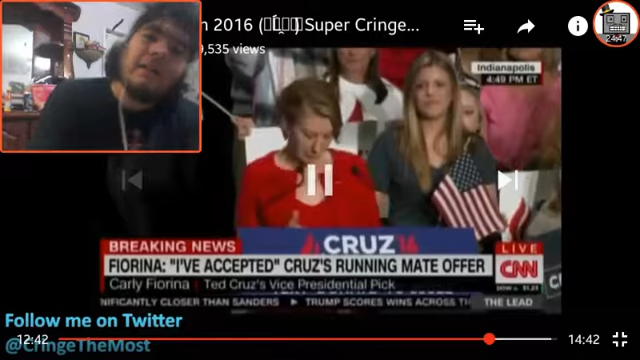 2016 (
) Super Cringe...
9,535 views
24:47
Indianapolis
4:49 PM ET
CRUZ
BREAKING NEWS
LIVE
FIORINA: "I'VE ACCEPTED" CRUZ'S RUNNING MATE OFFER
CNN
Carly Fiorina | Ted Cruz's Vice Presidential Pick
NIFICANTLY CLOSER THAN SANDERS ► TRUMP SCORES WINS ACROSS TH
THE LEAD
Follow me on Twitter
12:42
14:42
@CringeTheMost